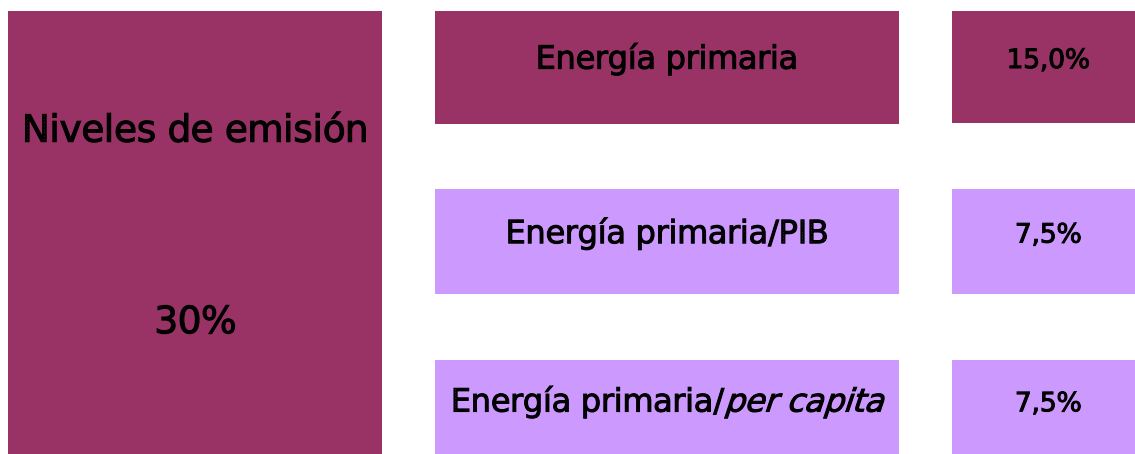 Niveles de emisión
30%
Energía primaria
15,0%
Energía primaria/PIB
7,5%
Energía primaria/per capita
7,5%